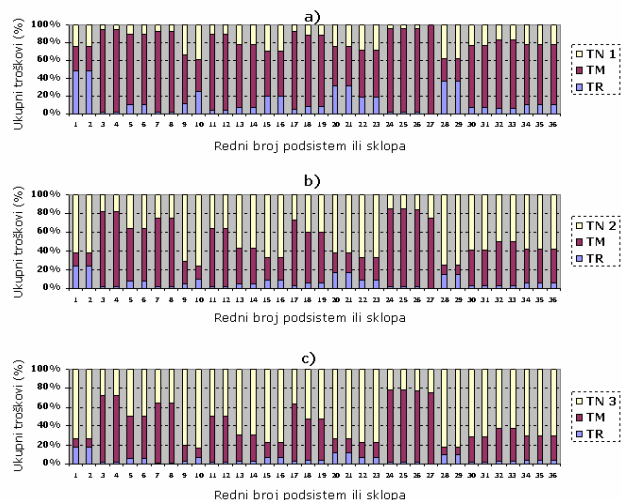 a)
Ukupni troškovi (%)
100%
80%
60%
40%
20%
0%
1 2 3 4 5 6 7 8 9 10 11 12 13 14 15 16 17 18 19 20 21 22 23 24 25 26 27 28 29 30 31 32 33 34 35 36
Redni broj podsistem ili sklopa
TN 1
TM
TR
b)
Ukupni troškovi (%)
100%
80%
60%
40%
20%
0%
1 2 3 4 5 6 7 8 9 10 11 12 13 14 15 16 17 18 19 20 21 22 23 24 25 26 27 28 29 30 31 32 33 34 35 36
Redni broj podsistem ili sklopa
TN 2
TM
TR
c)
Ukupni troškovi (%)
100%
80%
60%
40%
20%
0%
1 2 3 4 5 6 7 8 9 10 11 12 13 14 15 16 17 18 19 20 21 22 23 24 25 26 27 28 29 30 31 32 33 34 35 36
Redni broj podsistem ili sklopa
TN 3
TM
TR